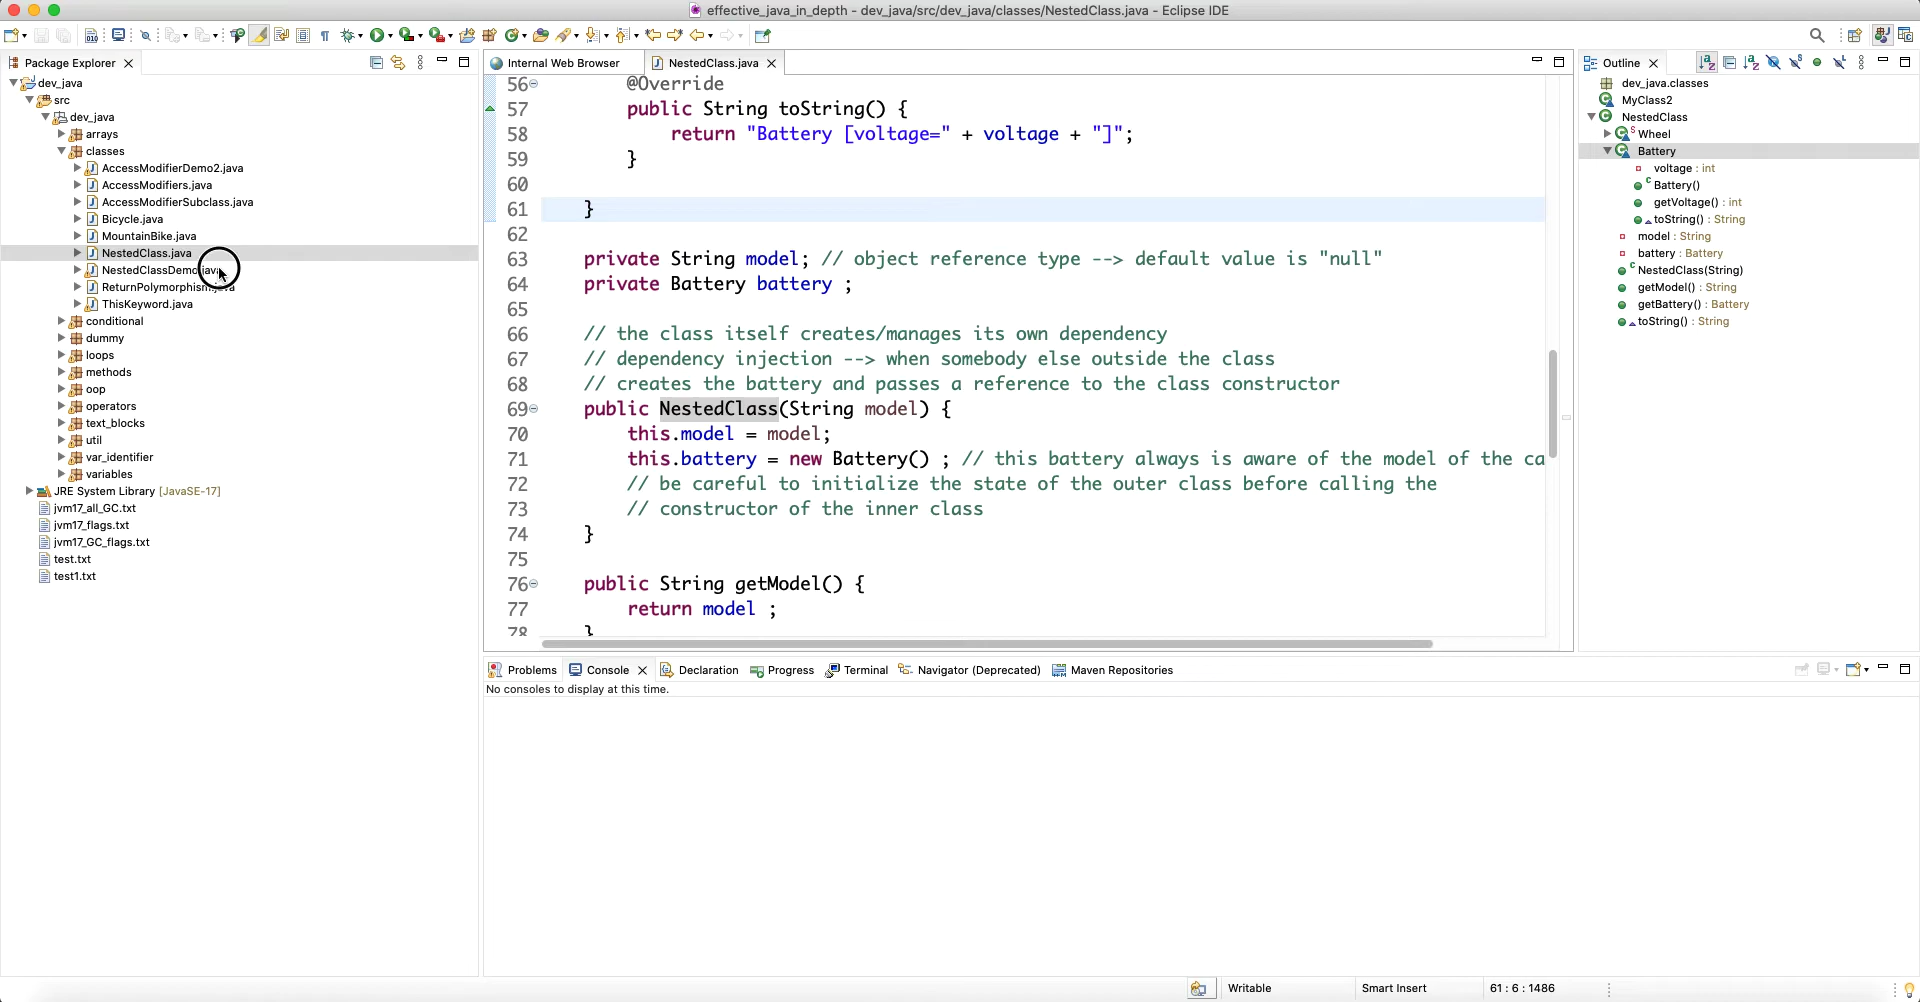 effective_java_in_depth - dev_java/src/dev_java/classes/NestedClass.java - Eclipse IDE
Package Explorer
dev_java
src
dev_java
arrays
classes
AccessModifierDemo2.java
AccessModifiers.java
AccessModifierSubclass.java
Bicycle.java
MountainBike.java
NestedClass.java
NestedClassDemo.java
ReturnPolymorphism.java
ThisKeyword.java
conditional
dummy
loops
methods
oop
operators
text_blocks
util
var_identifier
variables
JRE System Library [JavaSE-17]
jvm17_all_GC.txt
jvm17_flags.txt
jvm17_GC_flags.txt
test.txt
test1.txt
Internal Web Browser
NestedClass.java
56 @Override
57 public String toString() {
58 return "Battery [voltage=" + voltage + "]";
59 }
60
61 }
62
63 private String model; // object reference type --> default value is "null"
64 private Battery battery ;
65
66 // the class itself creates/manages its own dependency
67 // dependency injection --> when somebody else outside the class
68 // creates the battery and passes a reference to the class constructor
69 public NestedClass(String model) {
70 this.model = model;
71 this.battery = new Battery() ; // this battery always is aware of the model of the ca
72 // be careful to initialize the state of the outer class before calling the
73 // constructor of the inner class
74 }
75
76 public String getModel() {
77 return model ;
78 }
Outline
dev_java.classes
MyClass2
NestedClass
Wheel
Battery
voltage : int
Battery()
getVoltage() : int
toString() : String
model : String
battery : Battery
NestedClass(String)
getModel() : String
getBattery() : Battery
toString() : String
Problems
Console
Declaration
Progress
Terminal
Navigator (Deprecated)
Maven Repositories
No consoles to display at this time.
Writable
Smart Insert
61 : 6 : 1486